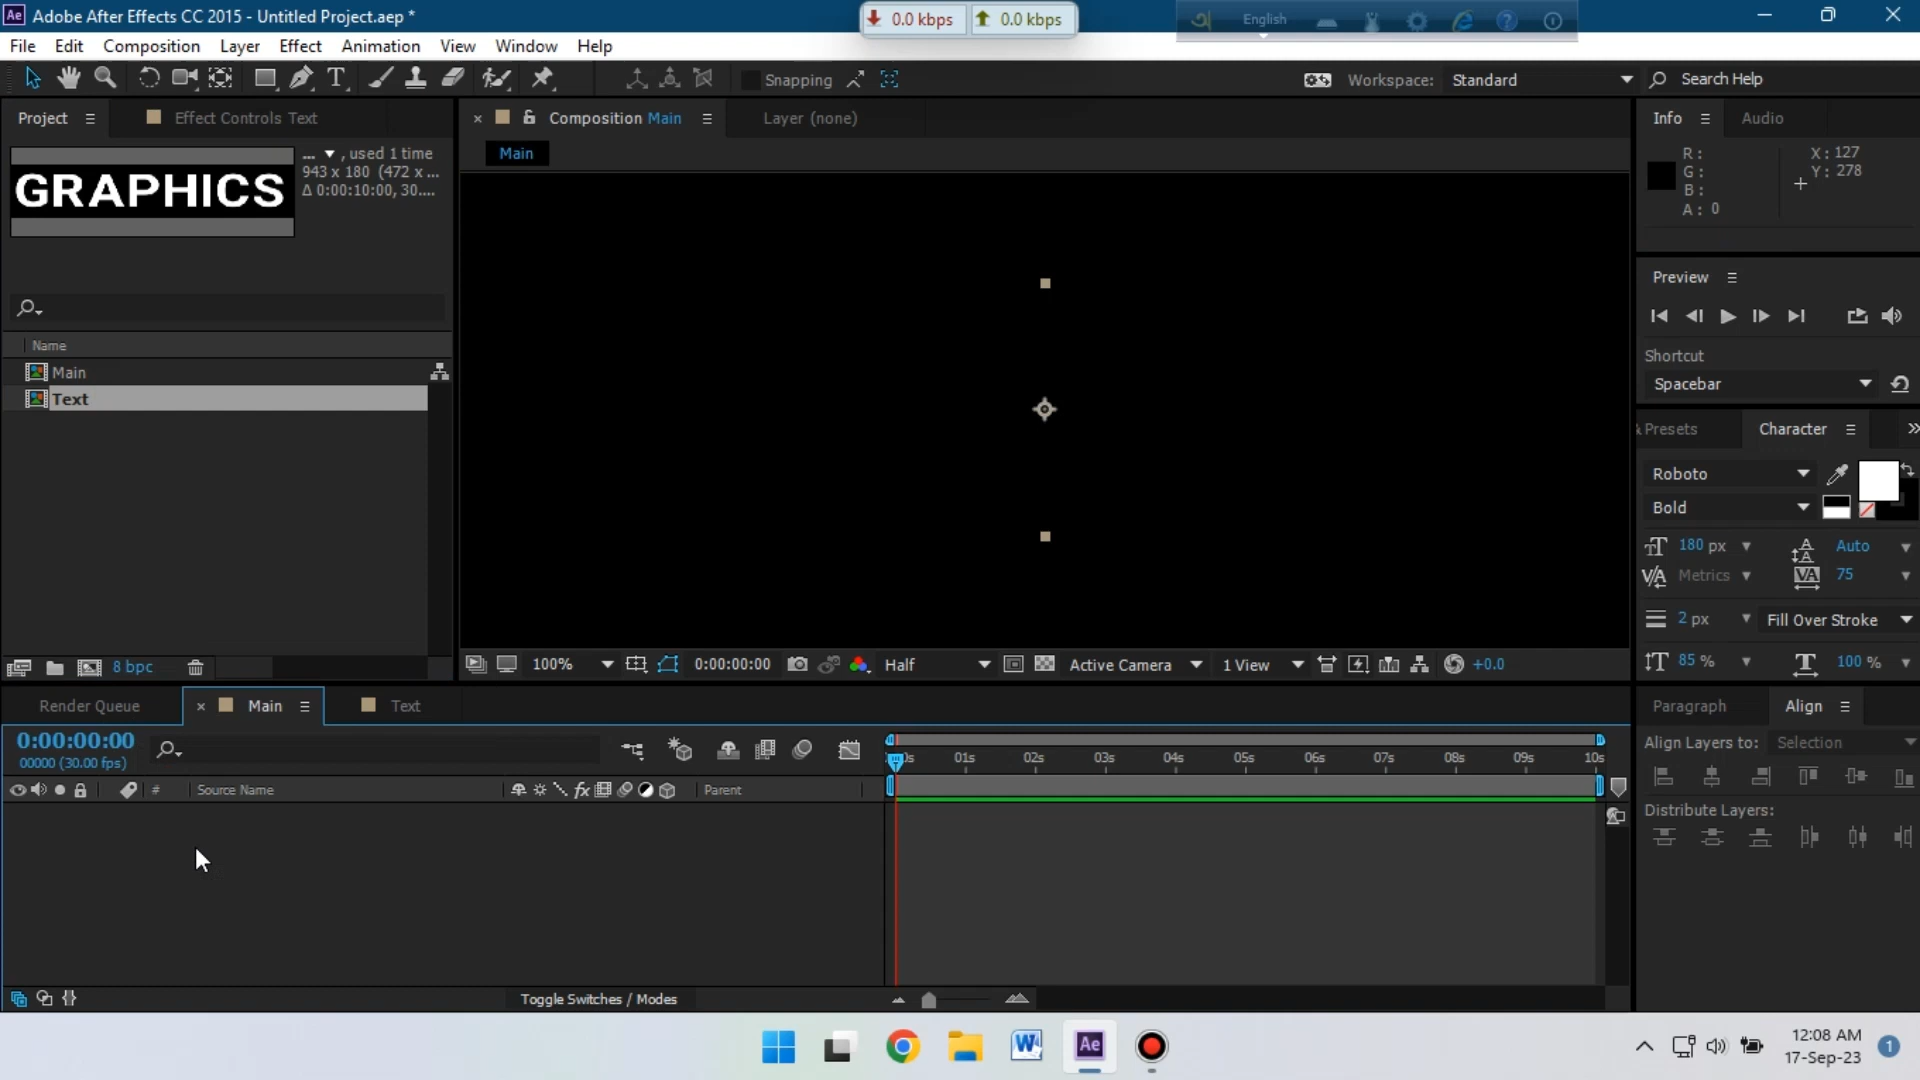 Ae Adobe After Effects CC 2015 - Untitled Project.aep *
0.0 kbps 0.0 kbps
English
File Edit Composition Layer Effect Animation View Window Help
Snapping
Workspace: Standard
Search Help
Project
Effect Controls Text
Composition Main
Layer (none)
Main
GRAPHICS
... , used 1 time
943 x 180 (472 x ...
Δ 0:00:10:00, 30....
Name
Main
Text
8 bpc
100%
0:00:00:00
Half
Active Camera
1 View
+0.0
Info
Audio
R:
G:
B:
A: 0
X: 127
Y: 278
Preview
Shortcut
Spacebar
& Presets
Character
Roboto
Bold
180 px
Auto
Metrics
75
2 px
Fill Over Stroke
85 %
100 %
Render Queue
Main
Text
0:00:00:00
00000 (30.00 fps)
# Source Name
fx
Parent
01s 02s 03s 04s 05s 06s 07s 08s 09s 10s
Toggle Switches / Modes
Paragraph
Align
Align Layers to: Selection
Distribute Layers:
W
Ae
12:08 AM
17-Sep-23
1